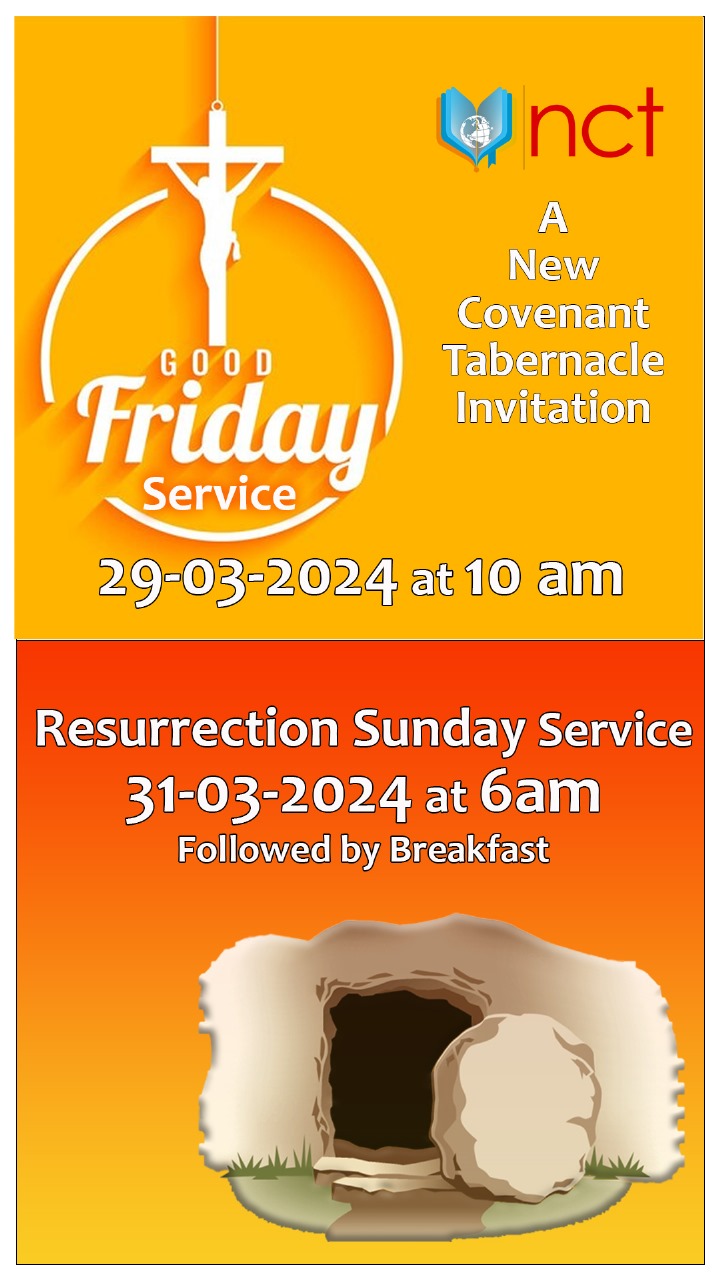 nct
A
New
Covenant
Tabernacle
Invitation
GOOD
Friday
Service
29-03-2024 at 10 am
Resurrection Sunday Service
31-03-2024 at 6am
Followed by Breakfast